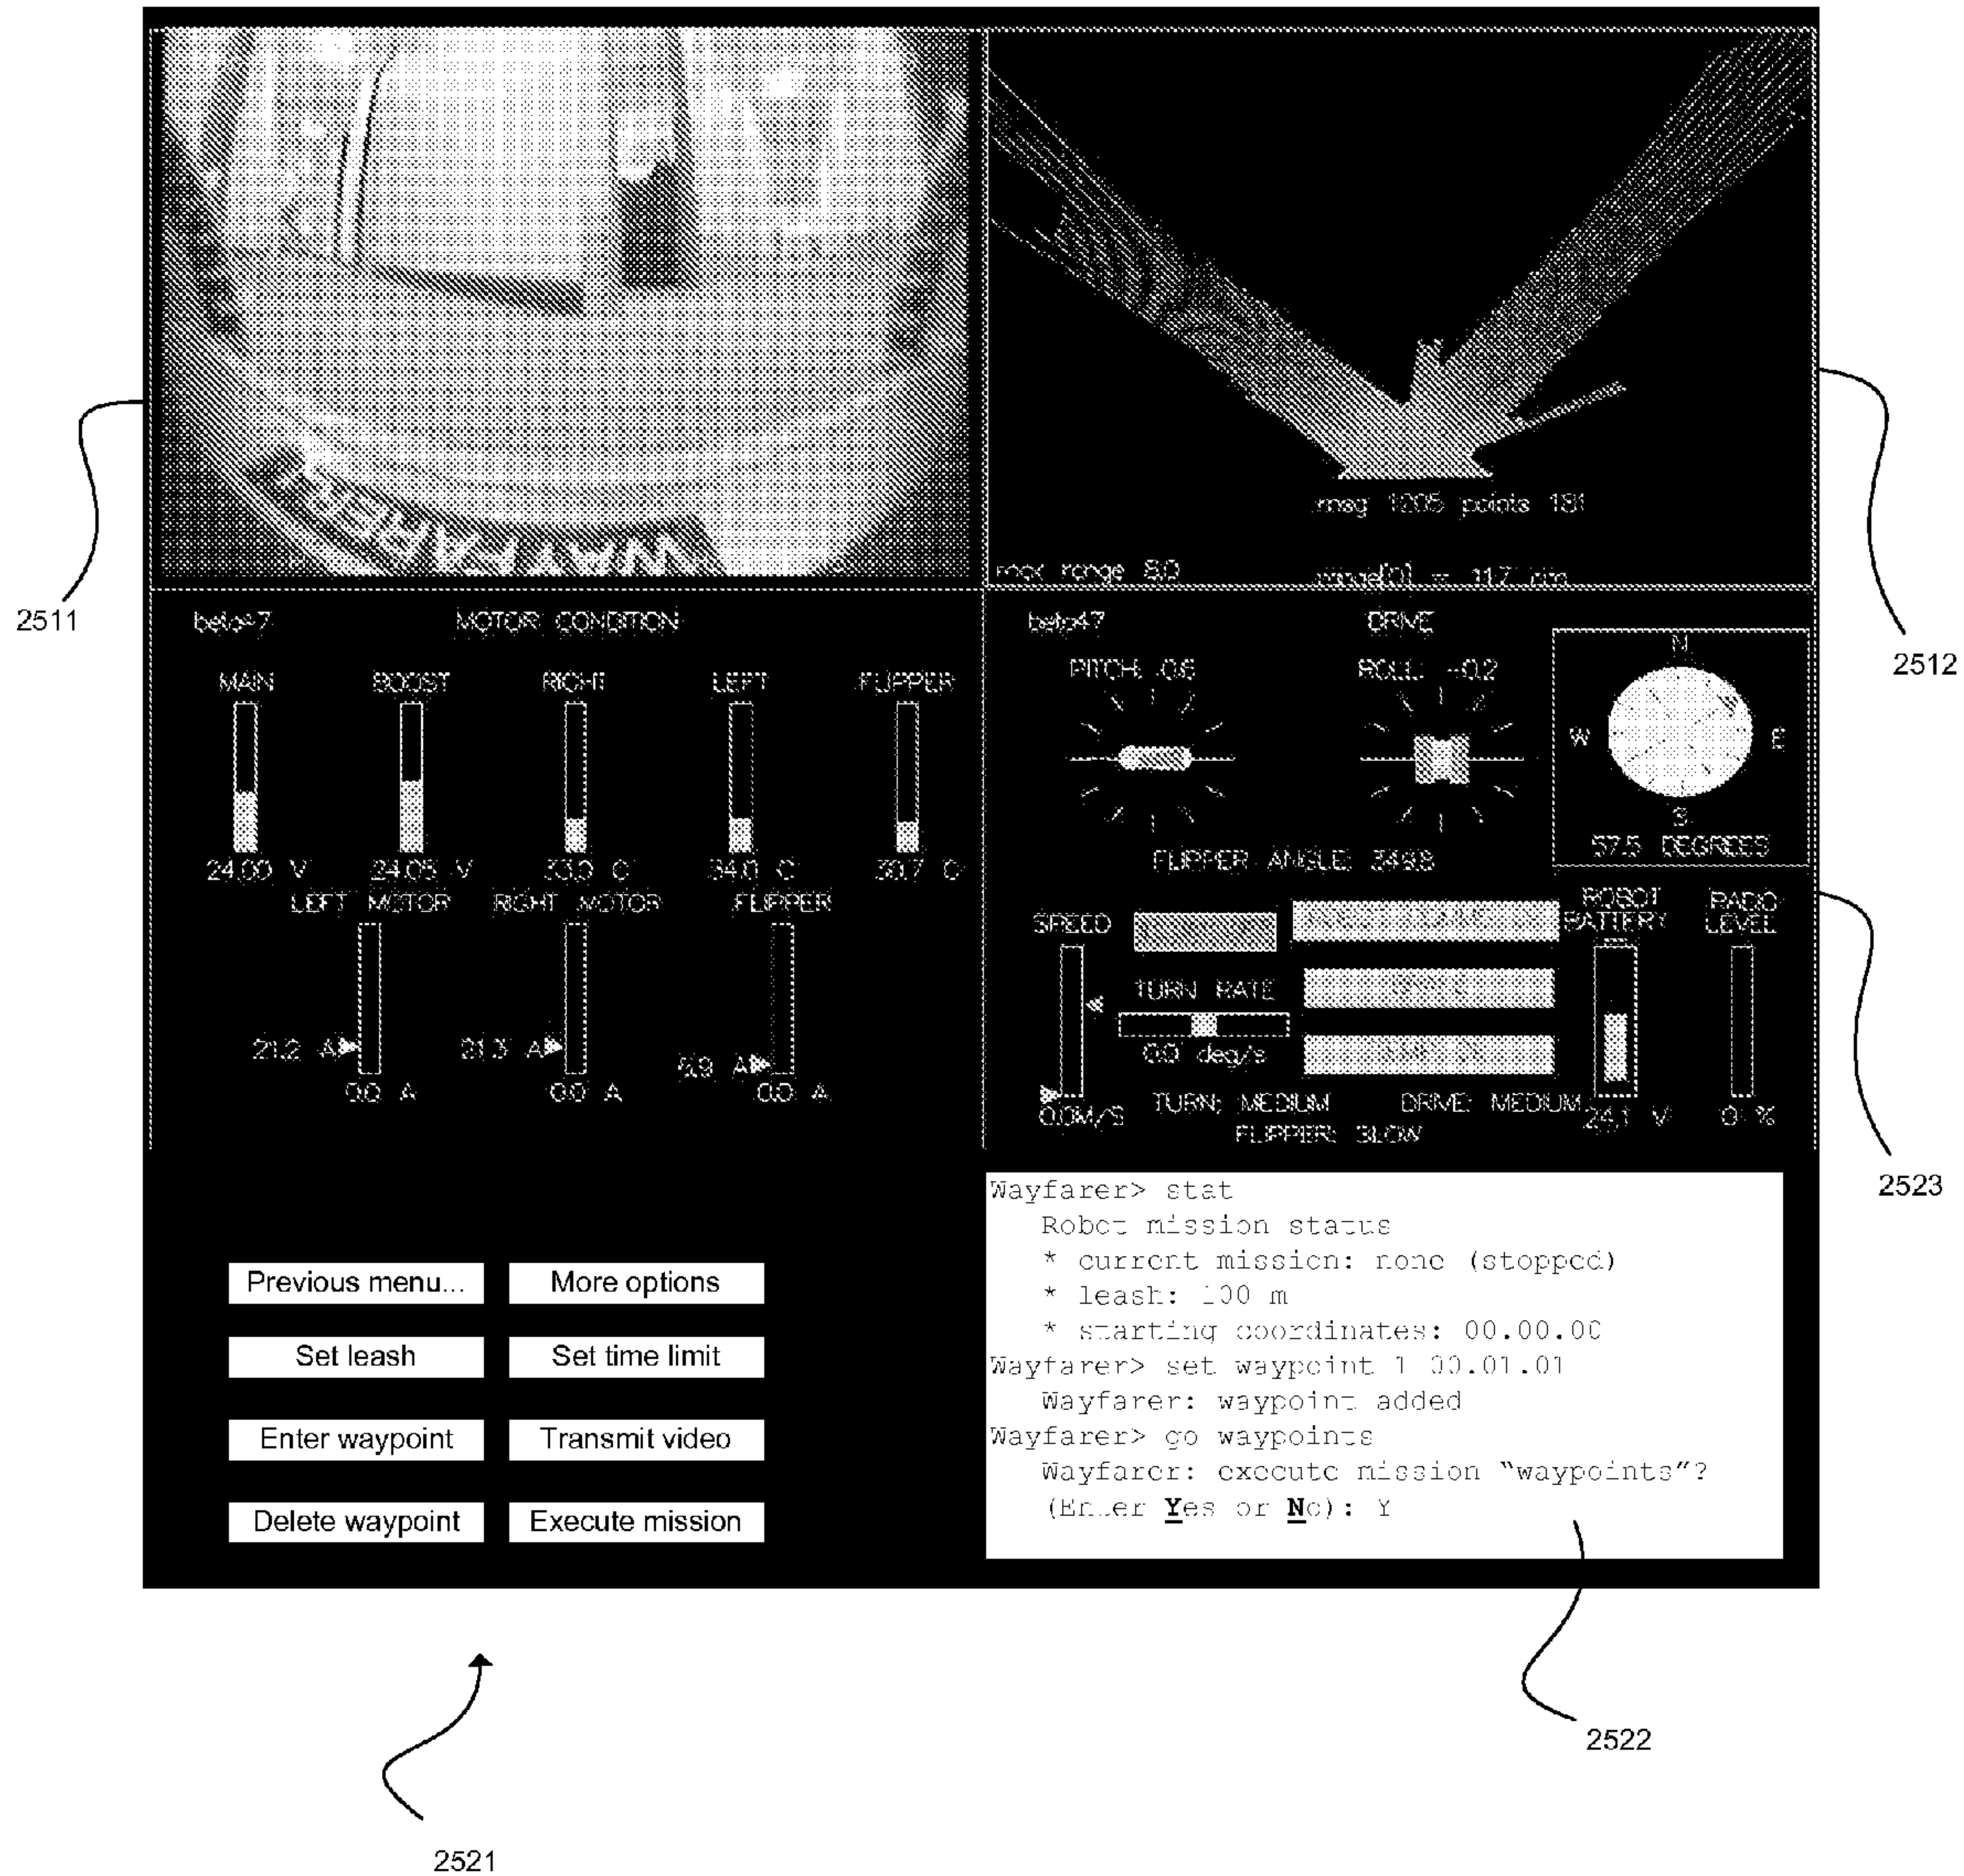 WAYFARER
msg 1205 points 181
max range 8.0
range[0] = 11.7 cm
2511
2512
beta47 MOTOR CONDITION
MAIN BOOST RIGHT LEFT FLIPPER
24.00 V 24.05 V 33.9 C 34.0 C 30.7 C
LEFT MOTOR RIGHT MOTOR FLIPPER
21.2 A 21.3 A 5.9 A
0.0 A 0.0 A 0.0 A
beta47 DRIVE
PITCH: -0.6 ROLL: -0.2
N
W E
S
57.5 DEGREES
FLIPPER ANGLE: 349.8
SPEED
ROBOT BATTERY
RADIO LEVEL
TURN RATE
0.0 deg/s
0.0M/S
TURN: MEDIUM DRIVE: MEDIUM
24.1 V 0 %
FLIPPER: SLOW
2523
Previous menu... More options
Set leash Set time limit
Enter waypoint Transmit video
Delete waypoint Execute mission
Wayfarer> stat
Robot mission status
* current mission: none (stopped)
* leash: 100 m
* starting coordinates: 00.00.00
Wayfarer> set waypoint 1 00.01.01
Wayfarer: waypoint added
Wayfarer> go waypoints
Wayfarer: execute mission “waypoints”?
(Enter Yes or No): Y
2522
2521